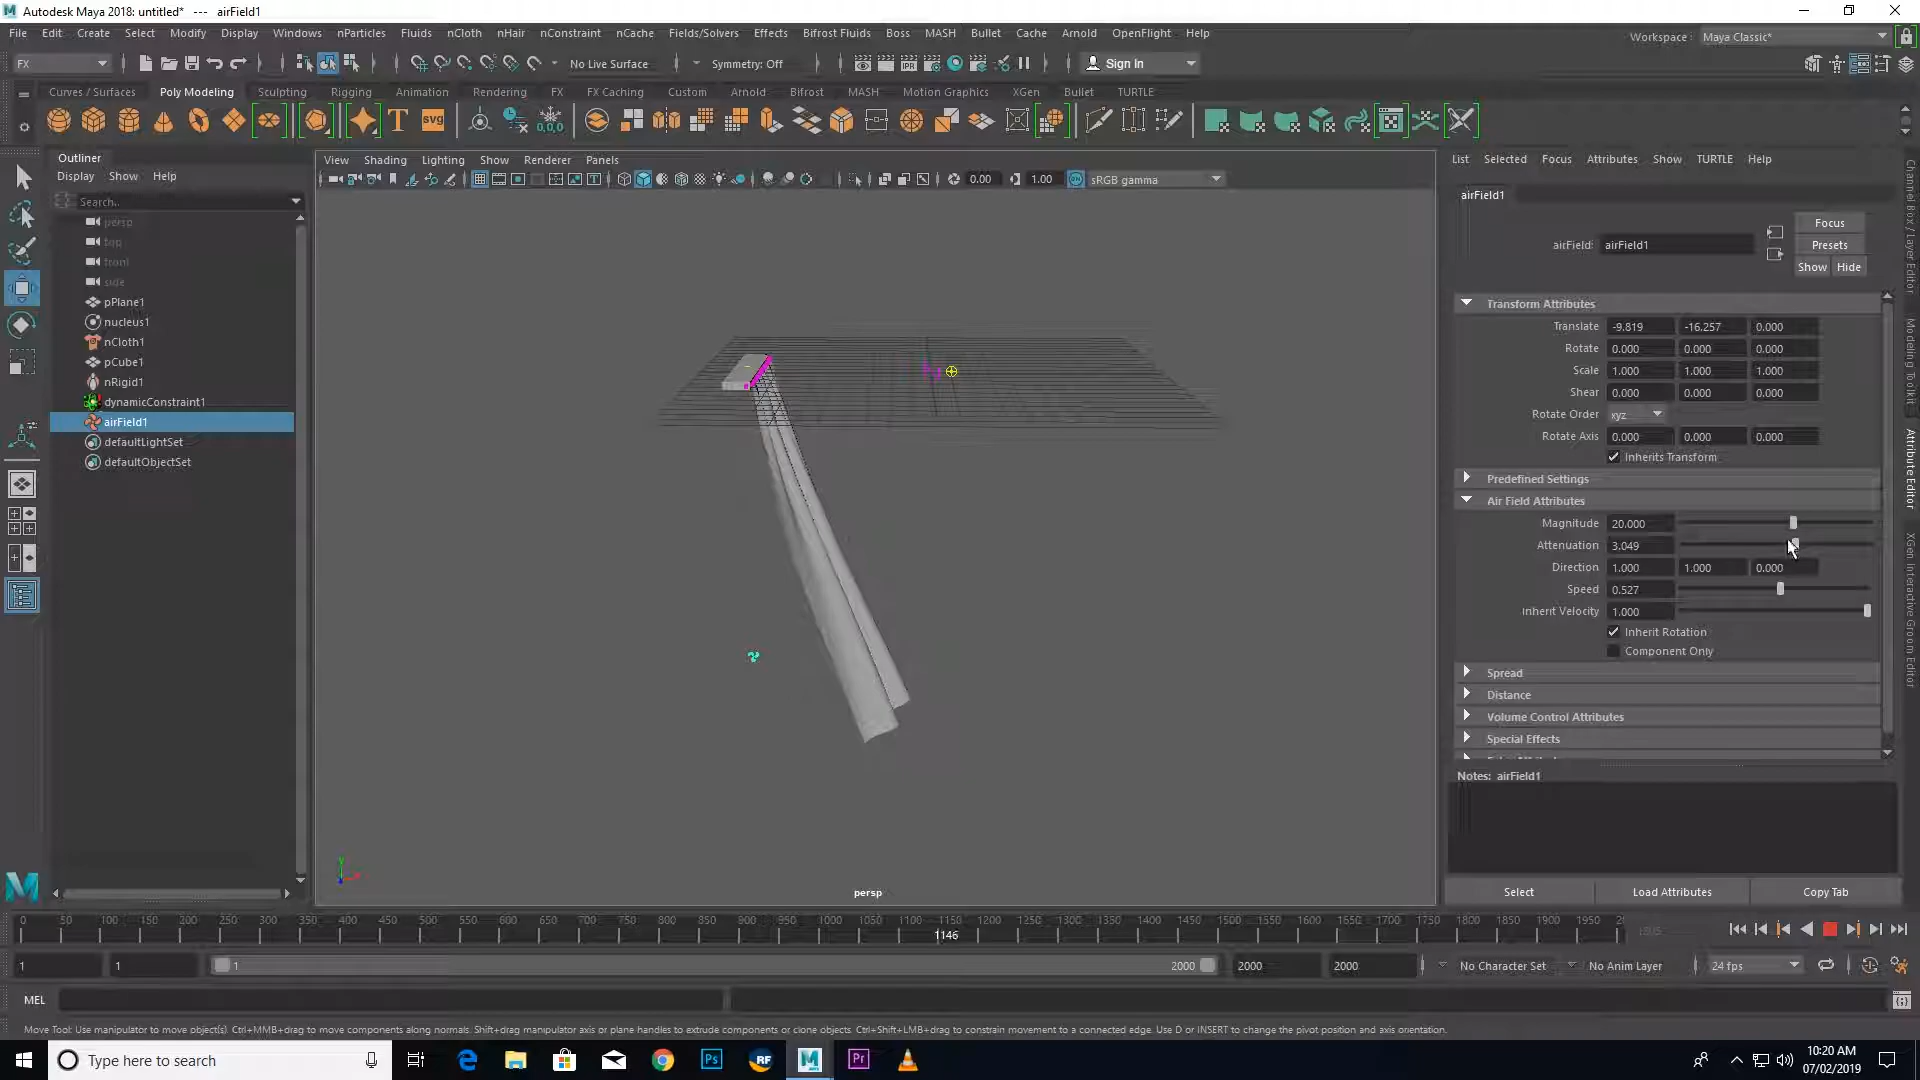 Autodesk Maya 2018: untitled* --- airField1
File Edit Create Select Modify Display Windows nParticles Fluids nCloth nHair nConstraint nCache Fields/Solvers Effects Bifrost Fluids Boss MASH Bullet Cache Arnold OpenFlight Help
Workspace : Maya Classic*
FX No Live Surface Symmetry: Off Sign In
Curves / Surfaces Poly Modeling Sculpting Rigging Animation Rendering FX FX Caching Custom Arnold Bifrost MASH Motion Graphics XGen Bullet TURTLE
Outliner
Display Show Help
Search..
persp
top
front
side
pPlane1
nucleus1
nCloth1
pCube1
nRigid1
dynamicConstraint1
airField1
defaultLightSet
defaultObjectSet
View Shading Lighting Show Renderer Panels
0.00 1.00 sRGB gamma
persp
List Selected Focus Attributes Show TURTLE Help
airField1
airField: airField1
Focus
Presets
Show Hide
Transform Attributes
Translate -9.819 -16.257 0.000
Rotate 0.000 0.000 0.000
Scale 1.000 1.000 1.000
Shear 0.000 0.000 0.000
Rotate Order xyz
Rotate Axis 0.000 0.000 0.000
Inherits Transform
Predefined Settings
Air Field Attributes
Magnitude 20.000
Attenuation 3.049
Direction 1.000 1.000 0.000
Speed 0.527
Inherit Velocity 1.000
Inherit Rotation
Component Only
Spread
Distance
Volume Control Attributes
Special Effects
Notes: airField1
Select Load Attributes Copy Tab
Channel Box / Layer Editor
Modeling Toolkit
Attribute Editor
XGen Interactive Groom Editor
0 50 100 150 200 250 300 350 400 450 500 550 600 650 700 750 800 850 900 950 1000 1050 1100 1150 1200 1250 1300 1350 1400 1450 1500 1550 1600 1650 1700 1750 1800 1850 1900 1950
1146
1 1 1 2000 2000 2000 No Character Set No Anim Layer 24 fps
MEL
Move Tool: Use manipulator to move object(s). Ctrl+MMB+drag to move components along normals. Shift+drag manipulator axis or plane handles to extrude components or clone objects. Ctrl+Shift+LMB+drag to constrain movement to a connected edge. Use D or INSERT to change the pivot position and axis orientation.
Type here to search
Ps
RF
M
Pr
10:20 AM
07/02/2019